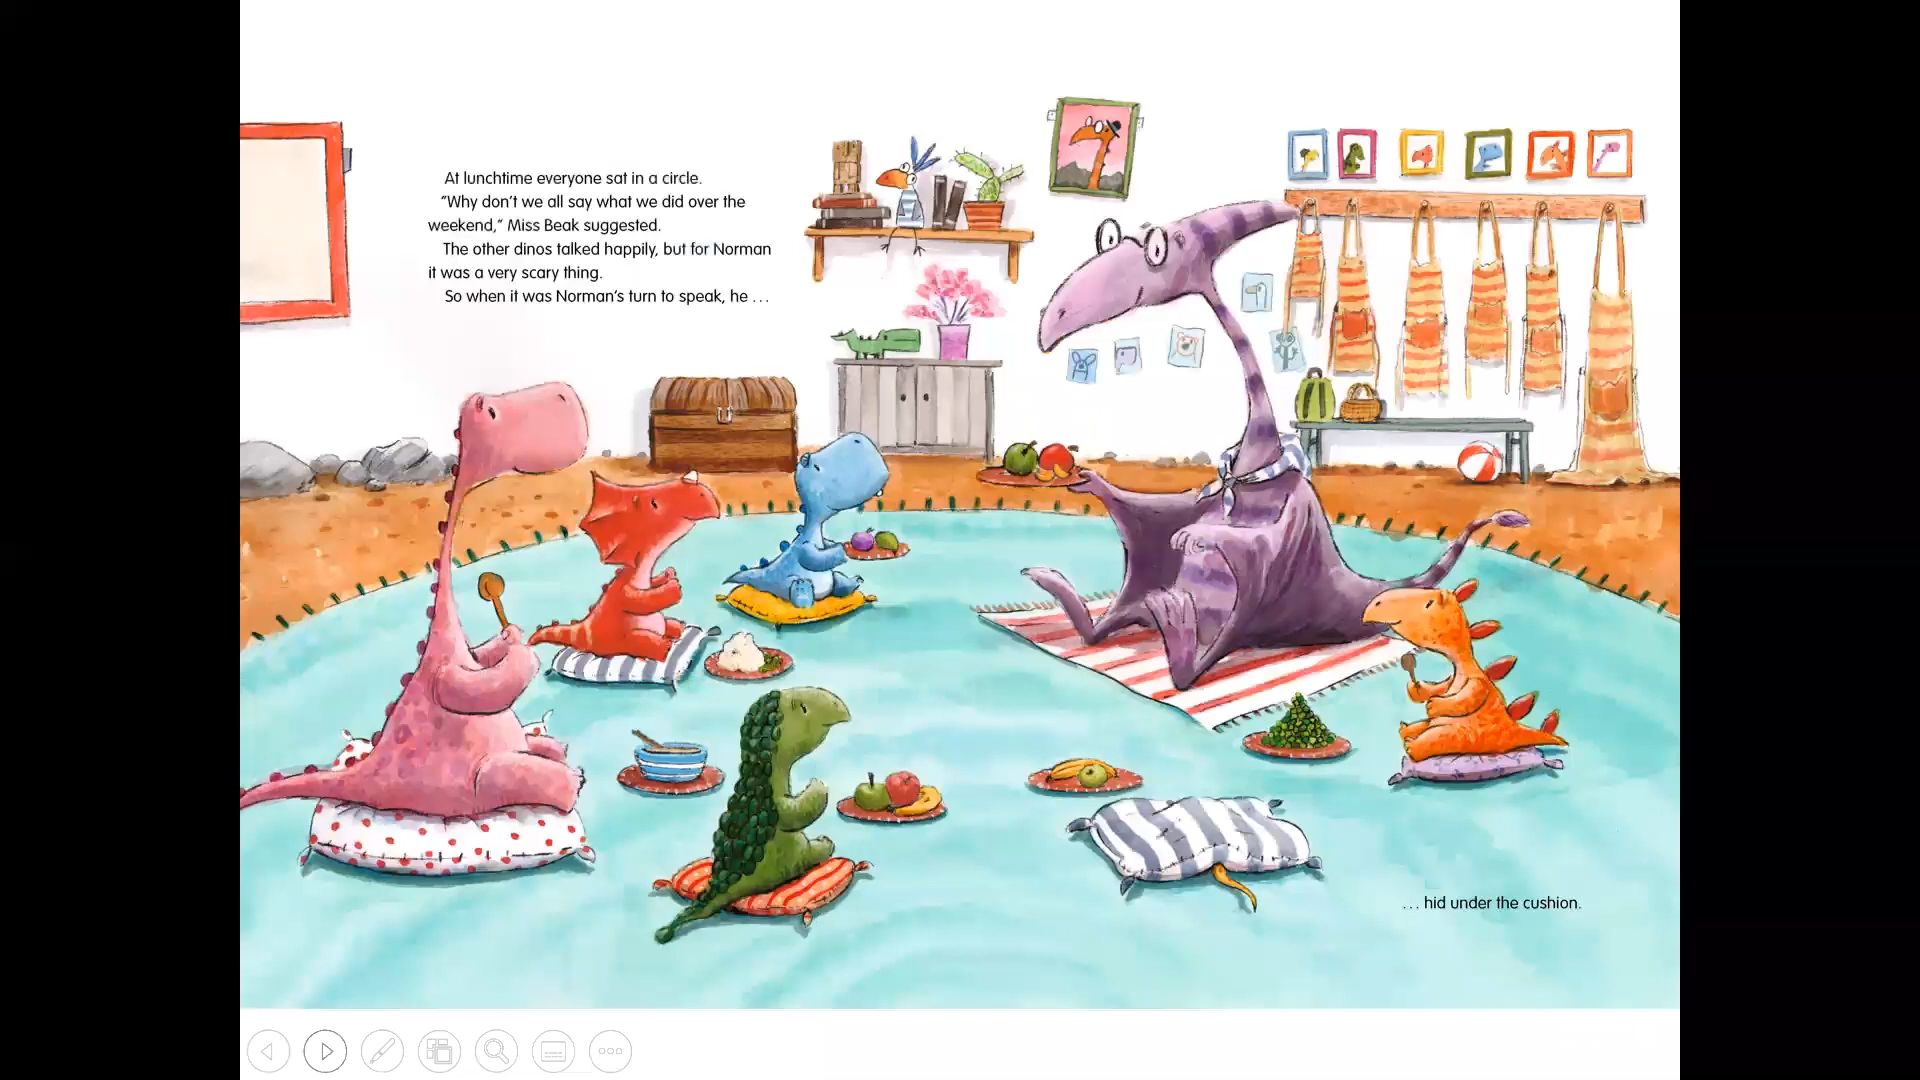 At lunchtime everyone sat in a circle.
“Why don’t we all say what we did over the
weekend,” Miss Beak suggested.
The other dinos talked happily, but for Norman
it was a very scary thing.
So when it was Norman’s turn to speak, he ...
... hid under the cushion.